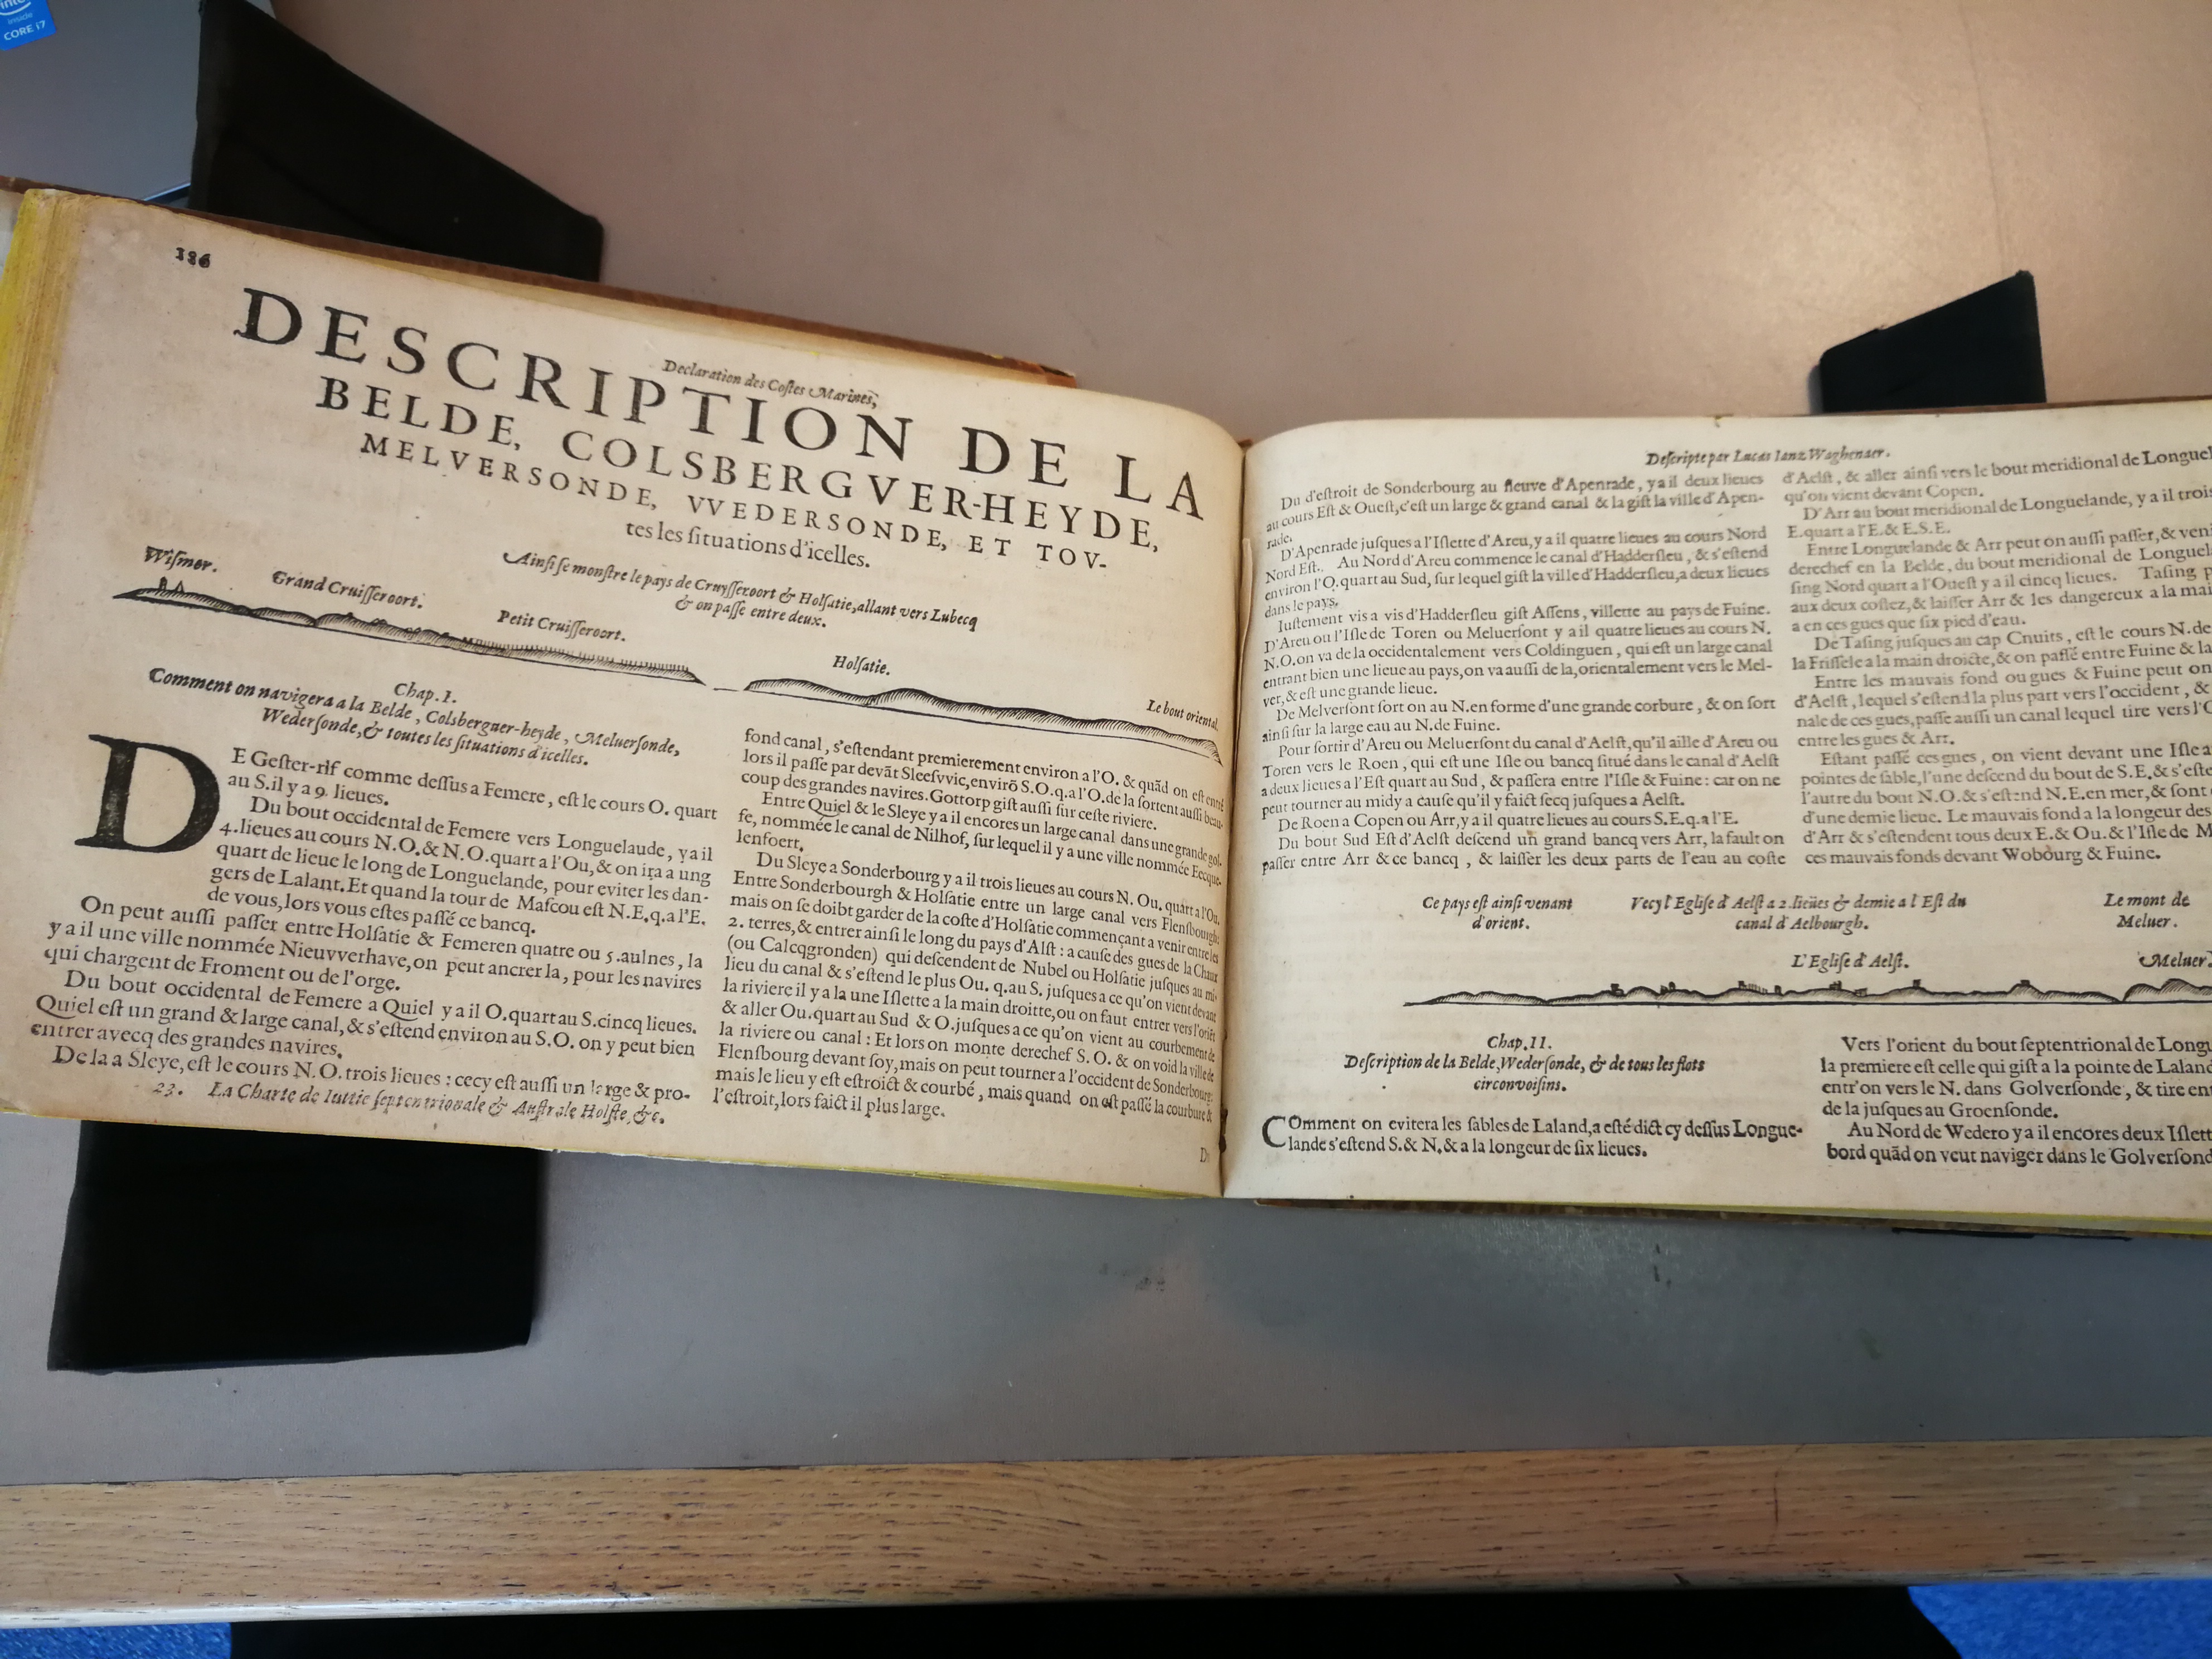 inside
CORE i7
186
Declaration des Coſtes Marines,
DESCRIPTION DE LA
BELDE, COLSBERGVER-HEYDE,
MELVERSONDE, VVEDERSONDE, ET TOV-
tes les ſituations d'icelles.
Ainſi ſe monſtre le pays de Cruyſſeroort & Holſatie, allant vers Lubecq
& on paſſe entre deux.
Wiſmer.
Grand Cruiſſeroort.
Petit Cruiſſeroort.
Holſatie.
Le bout oriental.
Chap. I.
Comment on navigera a la Belde, Colsberguer-heyde, Meluerſonde,
Wederſonde, & toutes les ſituations d'icelles.
DE Geſter-rif comme deſſus a Femere, eſt le cours O. quart
au S. il y a 9. lieues.
Du bout occidental de Femere vers Longuelaude, ya il
4. lieues au cours N.O. & N.O. quart a l'Ou, & on ira a ung
quart de lieue le long de Longuelande, pour eviter les dan-
gers de Lalant. Et quand la tour de Maſcou eſt N.E.q.a l'E.
de vous, lors vous eſtes paſſé ce bancq.
On peut auſſi paſſer entre Holſatie & Femeren quatre ou 5. aulnes, la
y a il une ville nommée Nieuvverhave, on peut ancrer la, pour les navires
qui chargent de Froment ou de l'orge.
Du bout occidental de Femere a Quiel y a il O. quart au S. cinq lieues.
Quiel eſt un grand & large canal, & s'eſtend environ au S.O. on y peut bien
entrer avecq des grandes navires.
De la a Sleye, eſt le cours N.O. trois lieues : cecy eſt auſſi un large & pro-
23. La Charte de Iuttie ſeptentrionale & Auſtrale Holſte, &c.
fond canal, s'eſtendant premierement environ a l'O. & quãd on eſt entré
lors il paſſe par devãt Sleeſvvic, envirõ S.O.q.a l'O. de la ſortent auſſi beau-
coup des grandes navires. Gottorp giſt auſſi ſur ceſte riviere.
Entre Quiel & le Sleye y a il encores un large canal dans une grande gol-
fe, nommée le canal de Nilhof, ſur lequel il y a une ville nommée Eecque-
lenfoert.
Du Sleye a Sonderbourg y a il trois lieues au cours N. Ou. quart a l'Ou.
Entre Sonderbourgh & Holſatie entre un large canal vers Flenſbourgh:
mais on ſe doibt garder de la coſte d'Holſatie commençant a venir entre les
2. terres, & entrer ainſi le long du pays d'Alſt : a cauſe des gues de la Chaux
(ou Calcqgronden) qui deſcendent de Nubel ou Holſatie juſques au mi-
lieu du canal & s'eſtend le plus Ou. q. au S. juſques a ce qu'on vient devant
la riviere il y a la une Iſlette a la main droitte, ou on faut entrer vers l'oriẽt
& aller Ou. quart au Sud & O. juſques a ce qu'on vient au courbement de
la riviere ou canal : Et lors on monte derechef S. O. & on void la ville de
Flenſbourg devant ſoy, mais on peut tourner a l'occident de Sonderbourg:
mais le lieu y eſt eſtroict & courbé, mais quand on eſt paſſé la courbure &
l'eſtroit, lors faict il plus large.
Deſcripte par Lucas Ianz Waghenaer.
Du d'eſtroit de Sonderbourg au fleuve d'Apenrade, y a il deux lieues
au cours Eſt & Oueſt, c'eſt un large & grand canal & la giſt la ville d'Apen-
rade.
D'Apenrade juſques a l'Iſlette d'Areu, y a il quatre lieues au cours Nord
Nord Eſt. Au Nord d'Areu commence le canal d'Hadderſleu, & s'eſtend
environ l'O. quart au Sud, ſur lequel giſt la ville d'Hadderſleu, a deux lieues
dans le pays.
Iuſtement vis a vis d'Hadderſleu giſt Aſſens, villette au pays de Fuine.
D'Areu ou l'Iſle de Toren ou Meluerſont y a il quatre lieues au cours N.
N.O. on va de la occidentalement vers Coldinguen, qui eſt un large canal
entrant bien une lieue au pays, on va auſſi de la, orientalement vers le Mel-
ver, & eſt une grande lieue.
De Melverſont ſort on au N. en forme d'une grande corbure, & on ſort
ainſi ſur la large eau au N. de Fuine.
Pour ſortir d'Areu ou Meluerſont du canal d'Aelſt, qu'il aille d'Areu ou
Toren vers le Roen, qui eſt une Iſle ou bancq ſitué dans le canal d'Aelſt
a deux lieues a l'Eſt quart au Sud, & paſſera entre l'Iſle & Fuine: car on ne
peut tourner au midy a cauſe qu'il y faict ſecq juſques a Aelſt.
De Roen a Copen ou Arr, y a il quatre lieues au cours S.E.q.a l'E.
Du bout Sud Eſt d'Aelſt deſcend un grand bancq vers Arr, la fault on
paſſer entre Arr & ce bancq, & laiſſer les deux parts de l'eau au coſte
d'Aelſt, & aller ainſi vers le bout meridional de Longuel
qu'on vient devant Copen.
D'Arr au bout meridional de Longuelande, y a il trois
E. quart a l'E. & E.S.E.
Entre Longuelande & Arr peut on auſſi paſſer, & veni
derechef en la Belde, du bout meridional de Longuel
ſing Nord quart a l'Oueſt y a il cinq lieues. Taſing p
aux deux coſtez, & laiſſer Arr & les dangereux a la mai
a en ces gues que ſix pied d'eau.
De Taſing juſques au cap Cnuits, eſt le cours N. de
la Friſſele a la main droicte, & on paſſé entre Fuine & la
Entre les mauvais fond ou gues & Fuine peut on
d'Aelſt, lequel s'eſtend la plus part vers l'occident, &
nale de ces gues, paſſe auſſi un canal lequel tire vers l'O
entre les gues & Arr.
Eſtant paſſé ces gues, on vient devant une Iſle a
pointes de ſable, l'une deſcend du bout de S.E. & s'eſte
l'autre du bout N.O. & s'eſtend N.E. en mer, & ſont
d'une demie lieue. Le mauvais fond a la longeur des
d'Arr & s'eſtendent tous deux E. & Ou. & l'Iſle de M
ces mauvais fonds devant Wobourg & Fuine.
Ce pays eſt ainſi venant
d'orient.
Vecy l'Egliſe d'Aelſt a 2. lieües & demie a l'Eſt du
canal d'Aelbourgh.
Le mont de
Meluer.
L'Egliſe d'Aelſt.
Meluer.
Chap. 11.
Deſcription de la Belde, Wederſonde, & de tous les flots
circonvoiſins.
COmment on evitera les ſables de Laland, a eſté dict cy deſſus Longue-
lande s'eſtend S. & N. & a la longeur de ſix lieues.
Vers l'orient du bout ſeptentrional de Longu
la premiere eſt celle qui giſt a la pointe de Laland
entr'on vers le N. dans Golverſonde, & tire en
de la juſques au Groenſonde.
Au Nord de Wedero y a il encores deux Iſlett
bord quãd on veut naviger dans le Golverſond